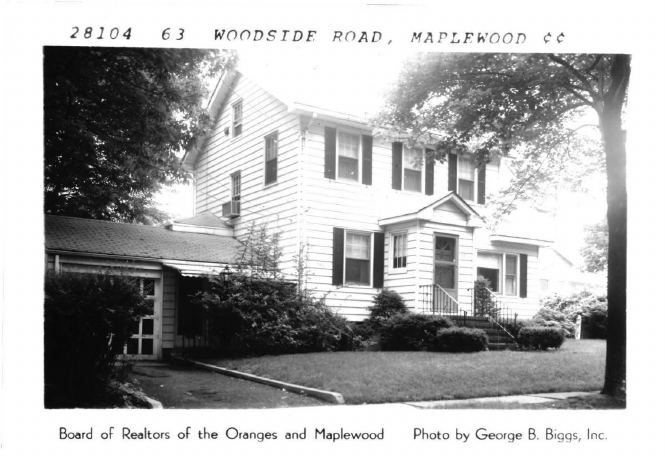 28104 63 WOODSIDE ROAD, MAPLEWOOD ¢¢
Board of Realtors of the Oranges and Maplewood Photo by George B. Biggs, Inc.